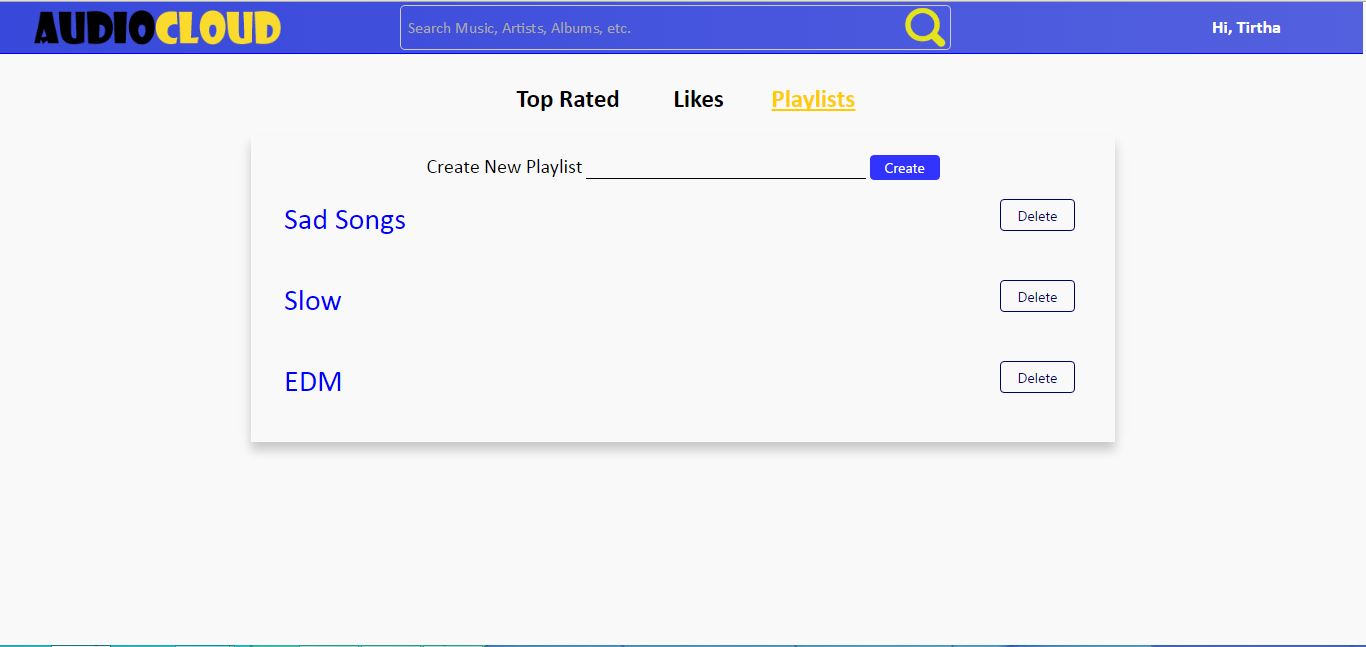 AUDIOCLOUD
Search Music, Artists, Albums, etc.
Hi, Tirtha
Top Rated Likes Playlists
Create New Playlist Create
Sad Songs Delete
Slow Delete
EDM Delete